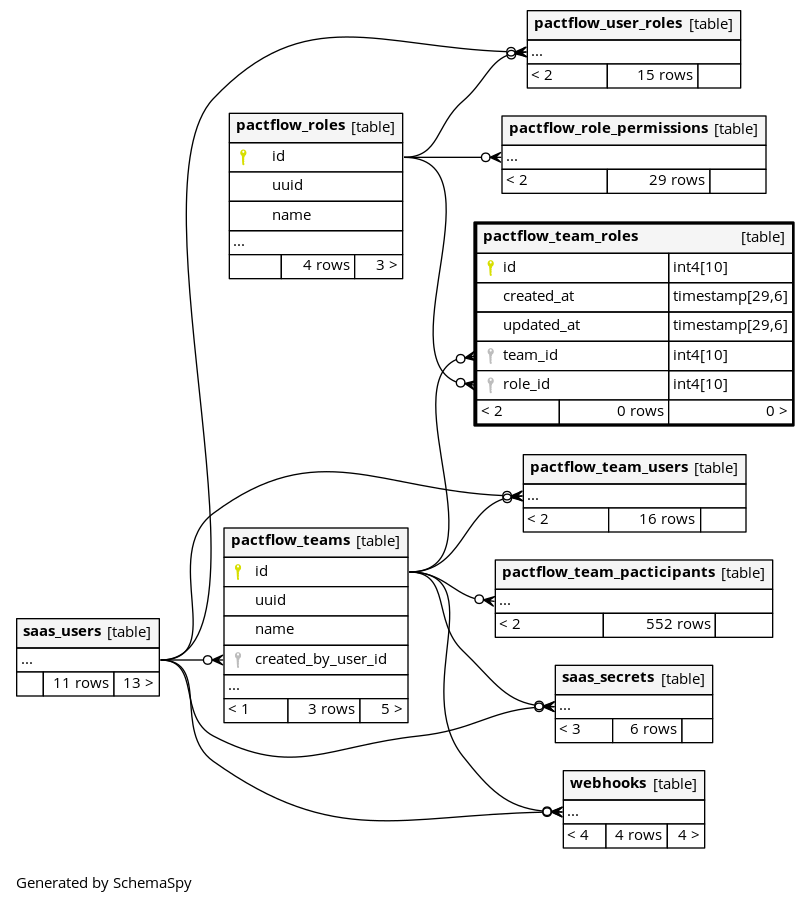 pactflow_user_roles [table]
...
< 2 15 rows
pactflow_roles [table]
id
uuid
name
...
4 rows 3 >
pactflow_role_permissions [table]
...
< 2 29 rows
pactflow_team_roles [table]
id int4[10]
created_at timestamp[29,6]
updated_at timestamp[29,6]
team_id int4[10]
role_id int4[10]
< 2 0 rows 0 >
pactflow_team_users [table]
...
< 2 16 rows
pactflow_teams [table]
id
uuid
name
created_by_user_id
...
< 1 3 rows 5 >
pactflow_team_pacticipants [table]
...
< 2 552 rows
saas_users [table]
...
11 rows 13 >
saas_secrets [table]
...
< 3 6 rows
webhooks [table]
...
< 4 4 rows 4 >
Generated by SchemaSpy